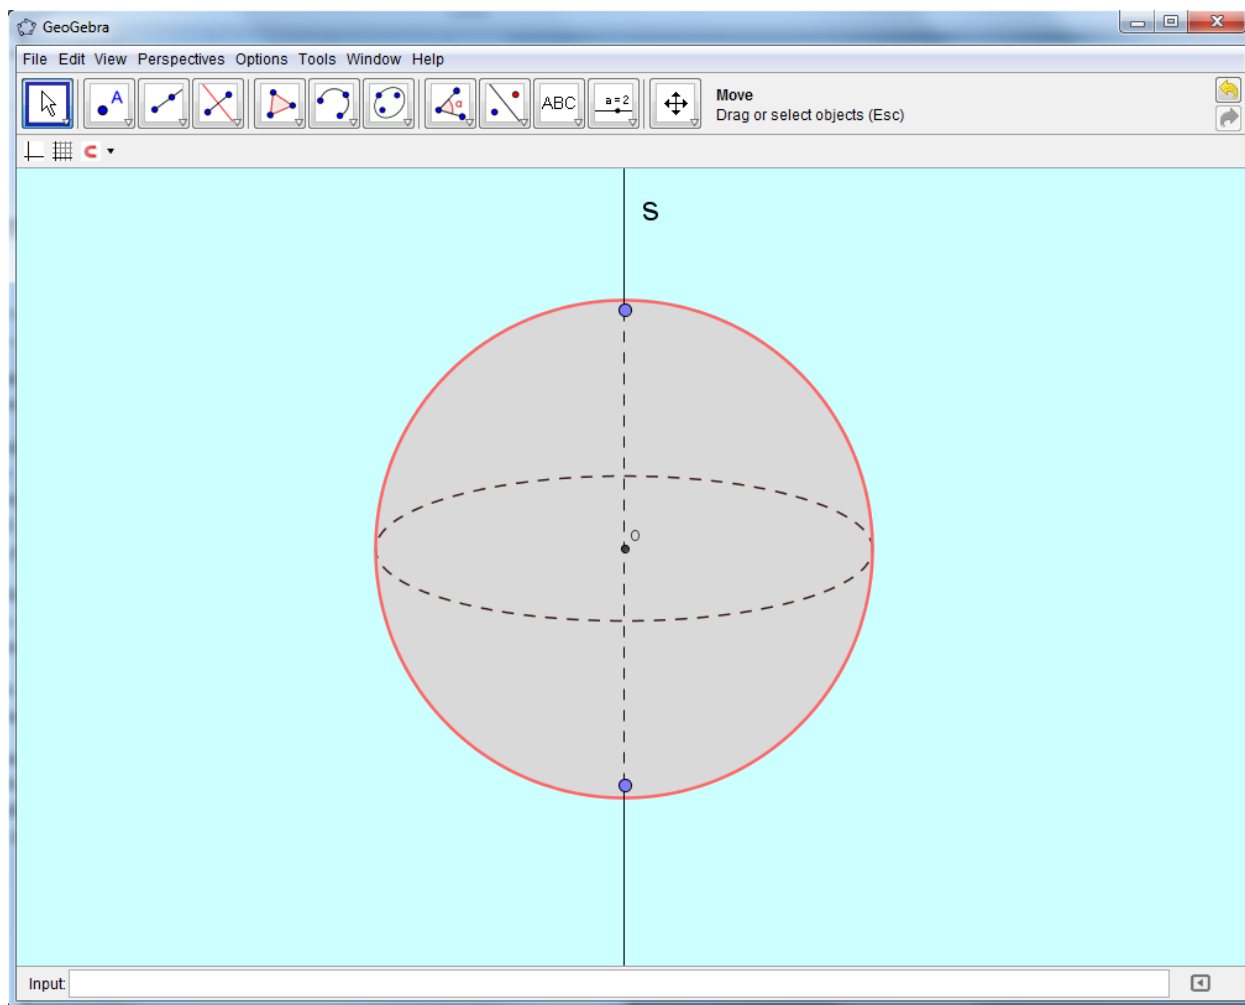 GeoGebra
File Edit View Perspectives Options Tools Window Help
A
α
ABC
a = 2
Move
Drag or select objects (Esc)
S
O
Input: